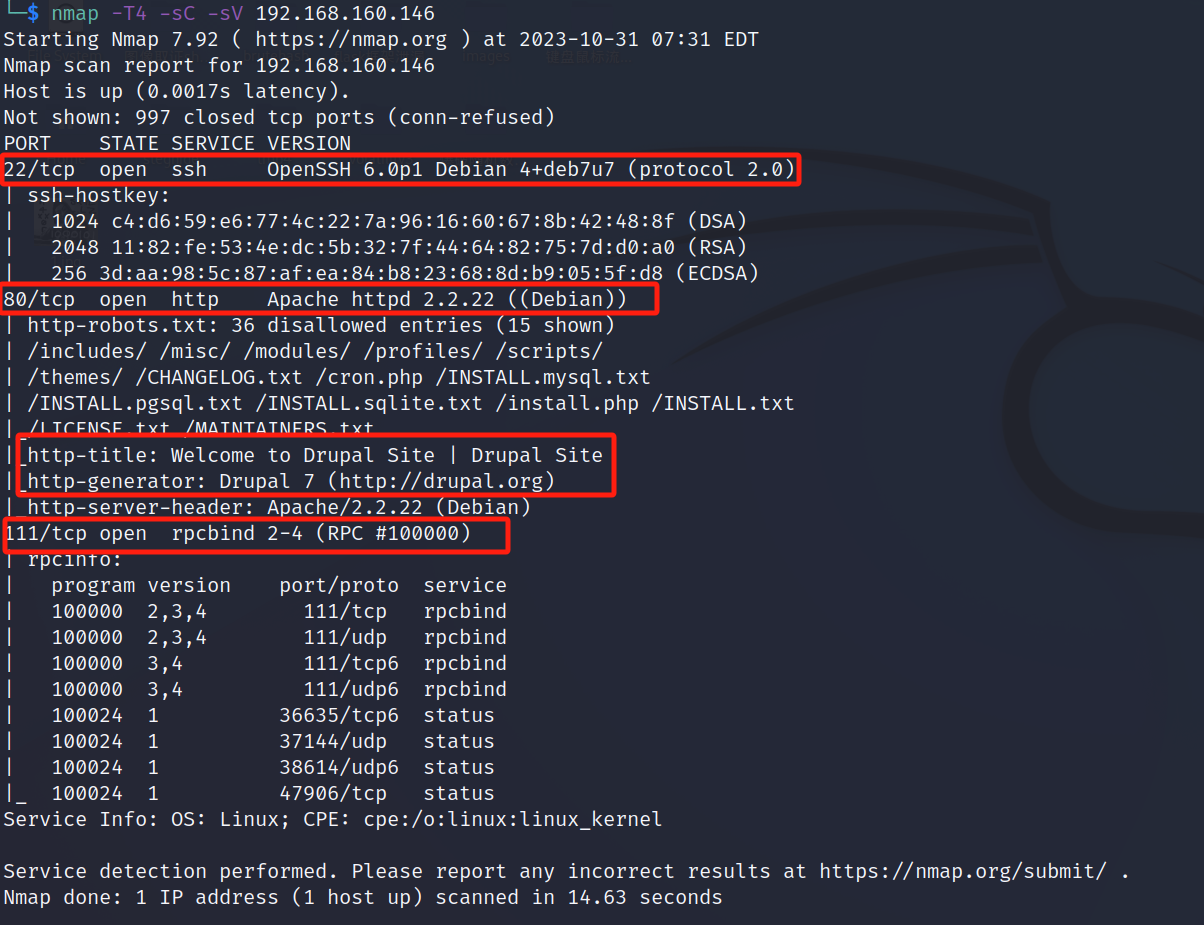 └─$ nmap -T4 -sC -sV 192.168.160.146
Starting Nmap 7.92 ( https://nmap.org ) at 2023-10-31 07:31 EDT
Nmap scan report for 192.168.160.146
Host is up (0.0017s latency).
Not shown: 997 closed tcp ports (conn-refused)
PORT    STATE SERVICE VERSION
22/tcp  open  ssh     OpenSSH 6.0p1 Debian 4+deb7u7 (protocol 2.0)
| ssh-hostkey:
|   1024 c4:d6:59:e6:77:4c:22:7a:96:16:60:67:8b:42:48:8f (DSA)
|   2048 11:82:fe:53:4e:dc:5b:32:7f:44:64:82:75:7d:d0:a0 (RSA)
|   256 3d:aa:98:5c:87:af:ea:84:b8:23:68:8d:b9:05:5f:d8 (ECDSA)
80/tcp  open  http    Apache httpd 2.2.22 ((Debian))
| http-robots.txt: 36 disallowed entries (15 shown)
| /includes/ /misc/ /modules/ /profiles/ /scripts/
| /themes/ /CHANGELOG.txt /cron.php /INSTALL.mysql.txt
| /INSTALL.pgsql.txt /INSTALL.sqlite.txt /install.php /INSTALL.txt
|_/LICENSE.txt /MAINTAINERS.txt
|_http-title: Welcome to Drupal Site | Drupal Site
|_http-generator: Drupal 7 (http://drupal.org)
|_http-server-header: Apache/2.2.22 (Debian)
111/tcp open  rpcbind 2-4 (RPC #100000)
| rpcinfo:
|   program version    port/proto  service
|   100000  2,3,4        111/tcp   rpcbind
|   100000  2,3,4        111/udp   rpcbind
|   100000  3,4          111/tcp6  rpcbind
|   100000  3,4          111/udp6  rpcbind
|   100024  1          36635/tcp6  status
|   100024  1          37144/udp   status
|   100024  1          38614/udp6  status
|_  100024  1          47906/tcp   status
Service Info: OS: Linux; CPE: cpe:/o:linux:linux_kernel
Service detection performed. Please report any incorrect results at https://nmap.org/submit/ .
Nmap done: 1 IP address (1 host up) scanned in 14.63 seconds